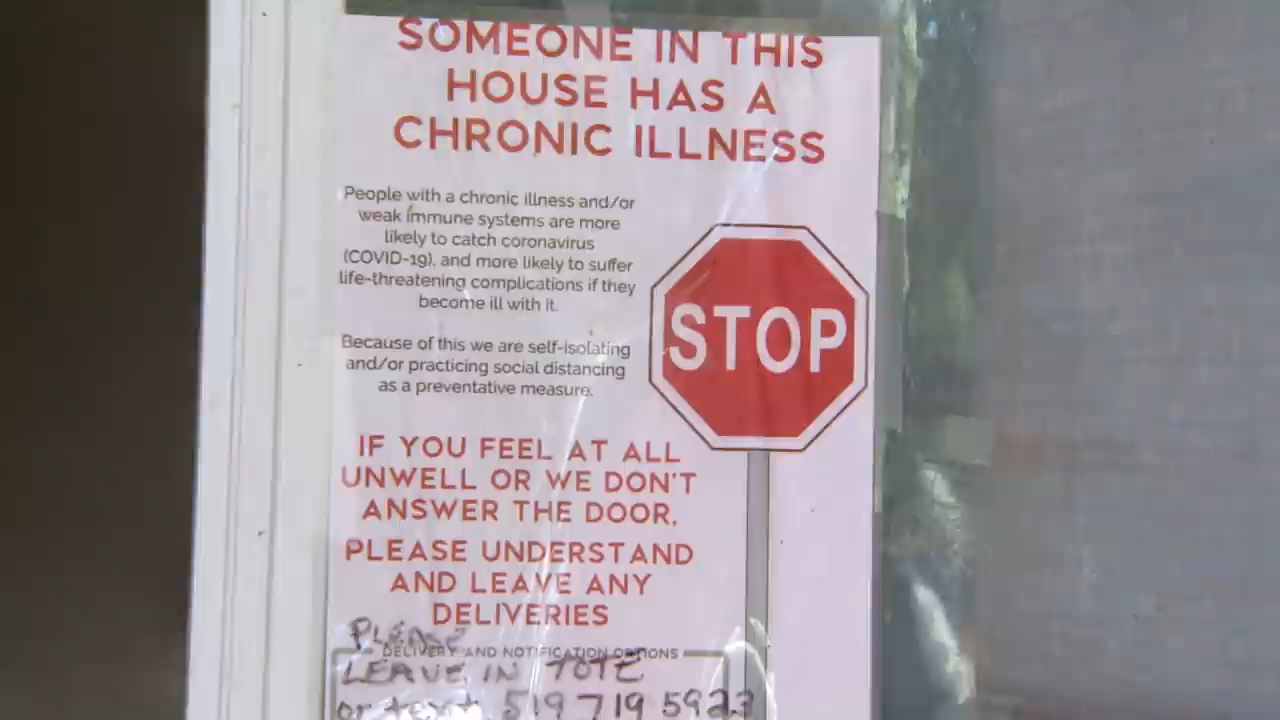 SOMEONE IN THIS
HOUSE HAS A
CHRONIC ILLNESS
People with a chronic illness and/or
weak immune systems are more
likely to catch coronavirus
(COVID-19), and more likely to suffer
life-threatening complications if they
become ill with it.
Because of this we are self-isolating
and/or practicing social distancing
as a preventative measure.
STOP
IF YOU FEEL AT ALL
UNWELL OR WE DON'T
ANSWER THE DOOR,
PLEASE UNDERSTAND
AND LEAVE ANY
DELIVERIES
PLEASE
DELIVERY AND NOTIFICATION OPTIONS
LEAVE IN TOTE
or text 519 719 5923